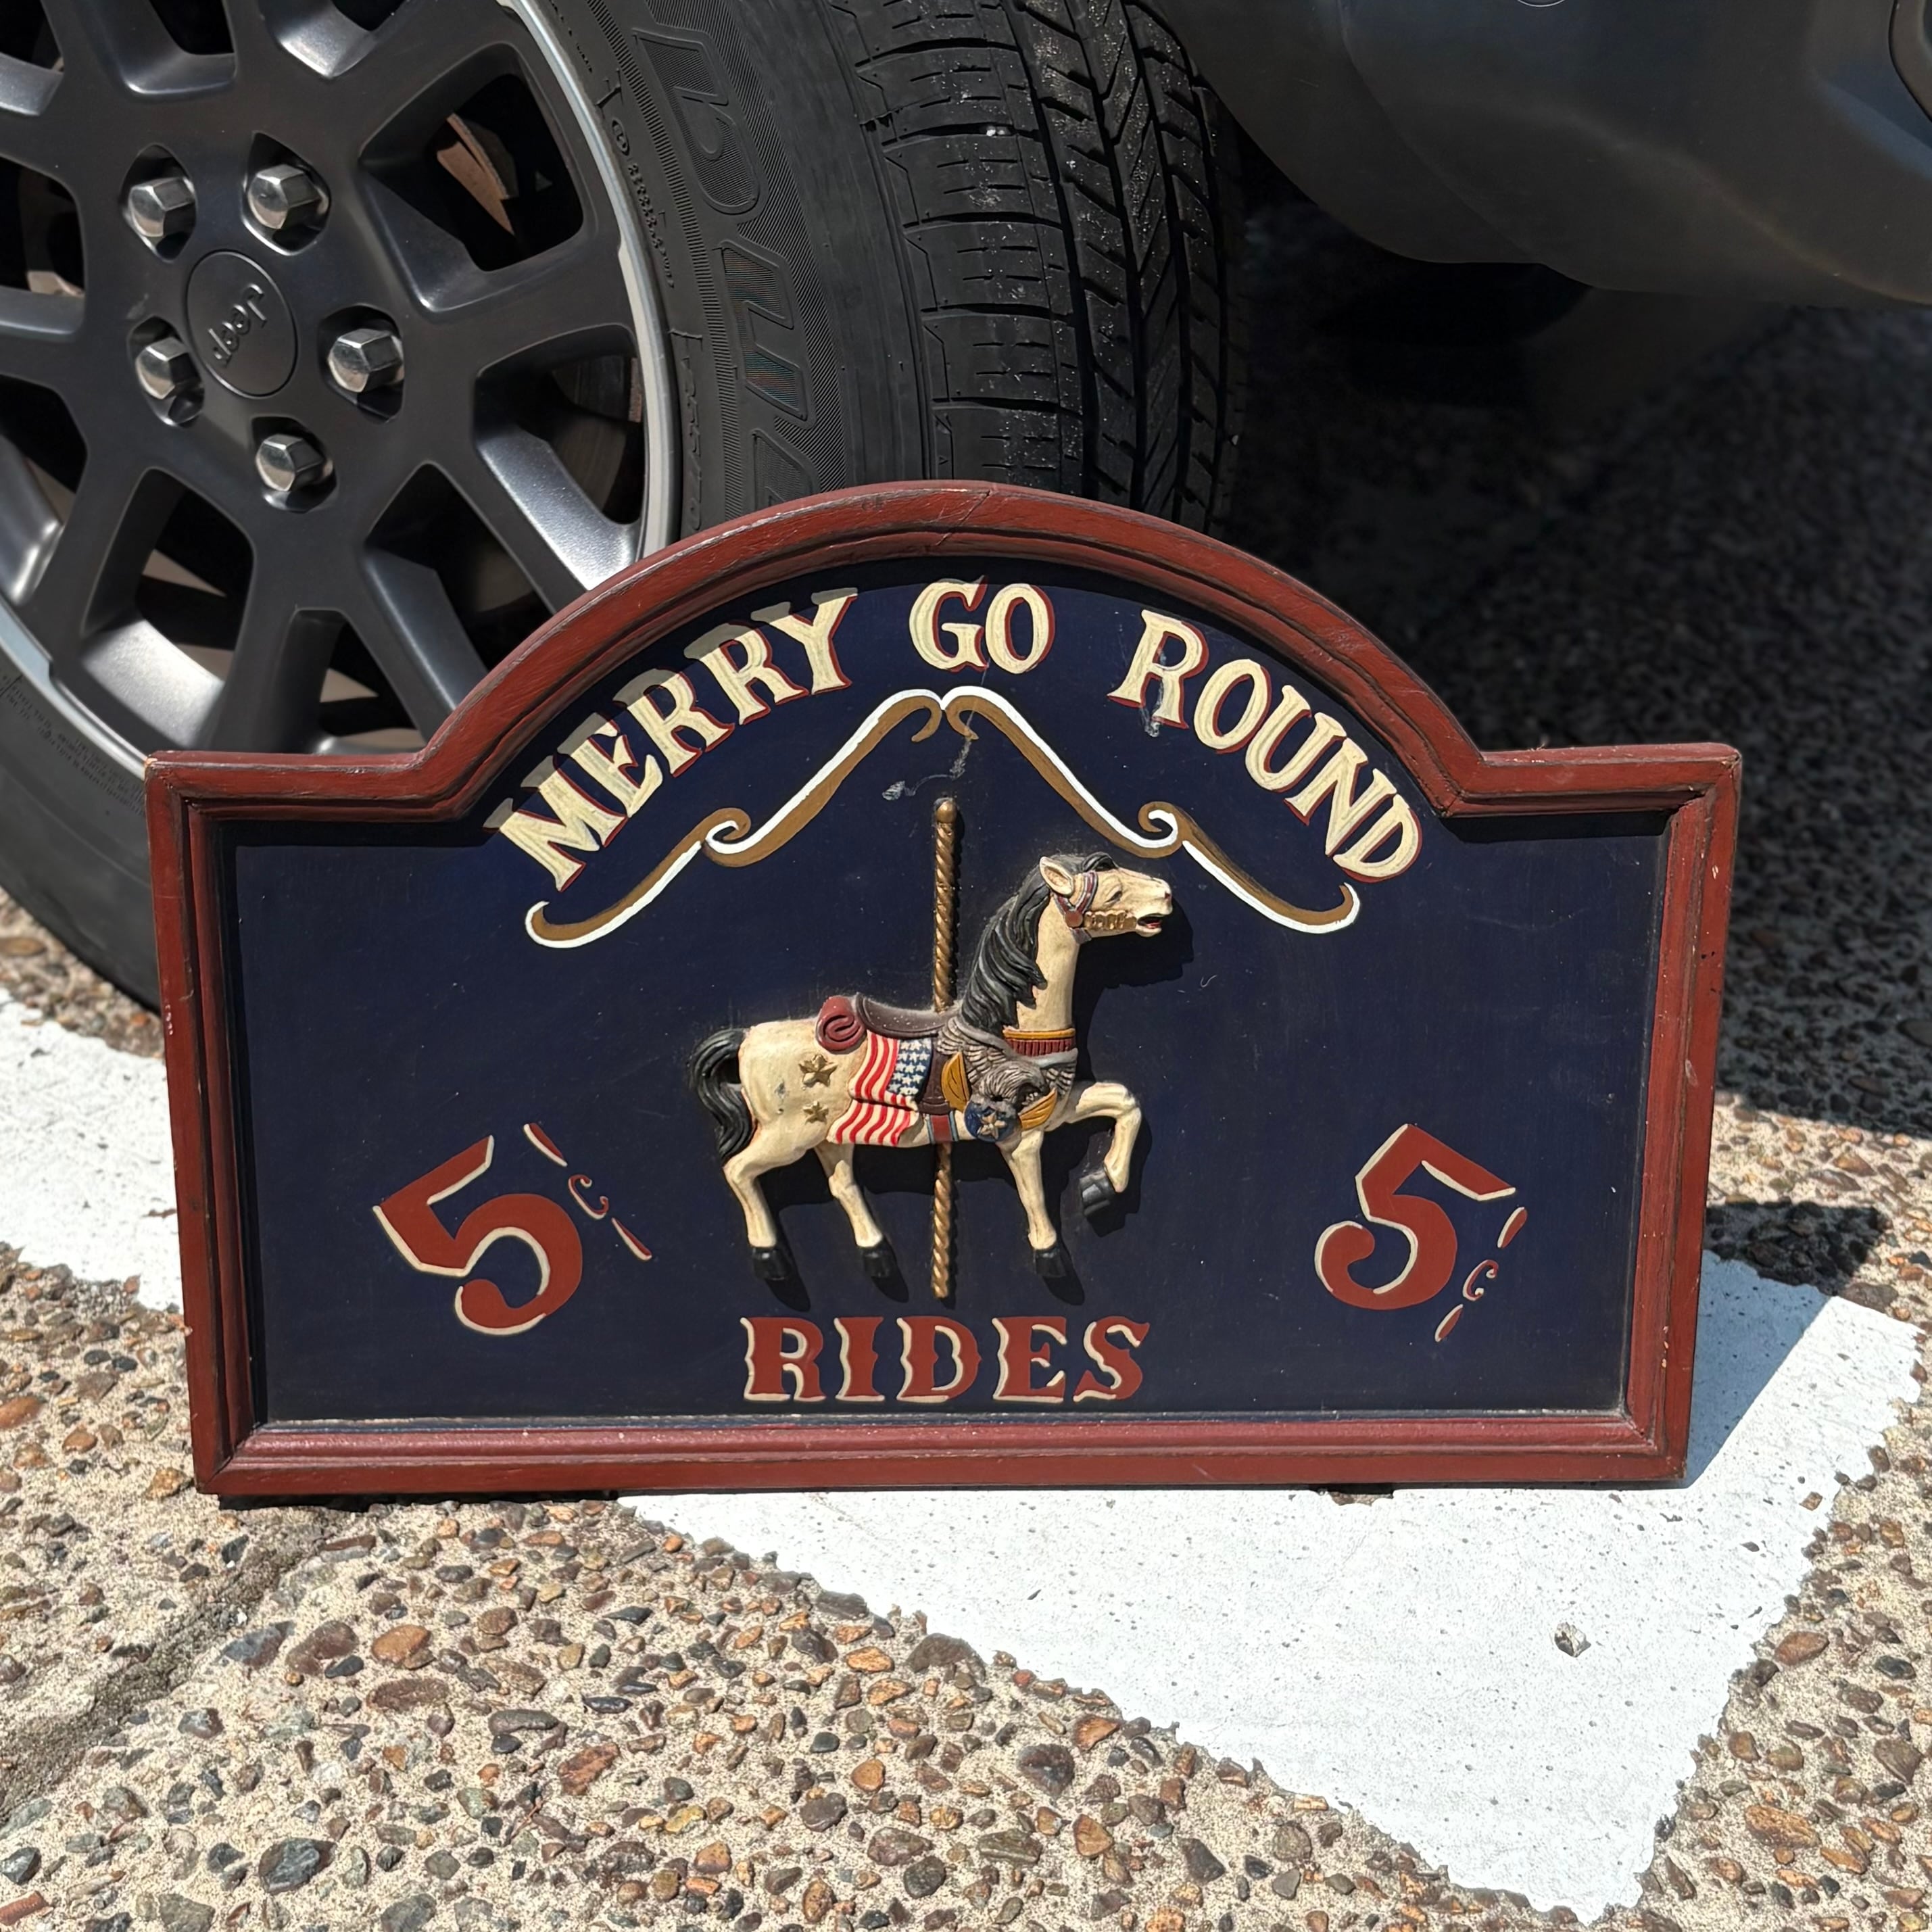 Jeep
MERRY GO ROUND
5¢
5¢
RIDES